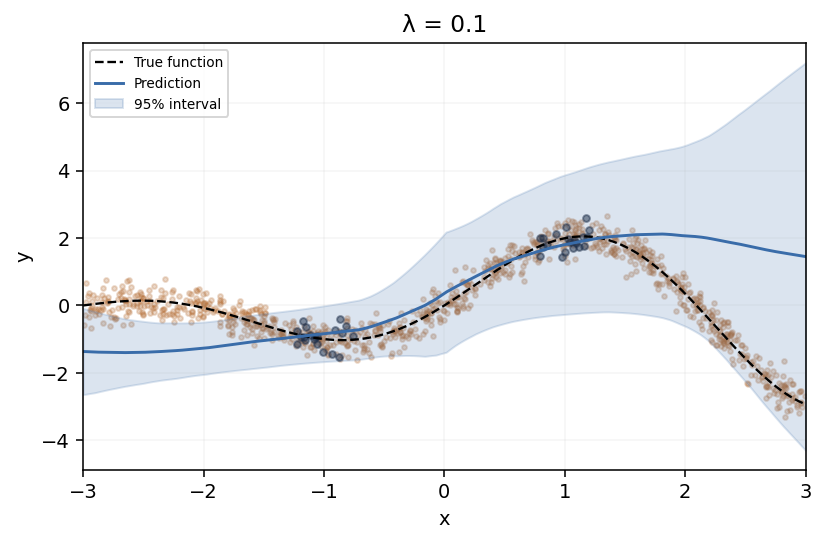 λ = 0.1
True function
Prediction
95% interval
6
4
2
0
−2
−4
y
−3
−2
−1
0
1
2
3
x